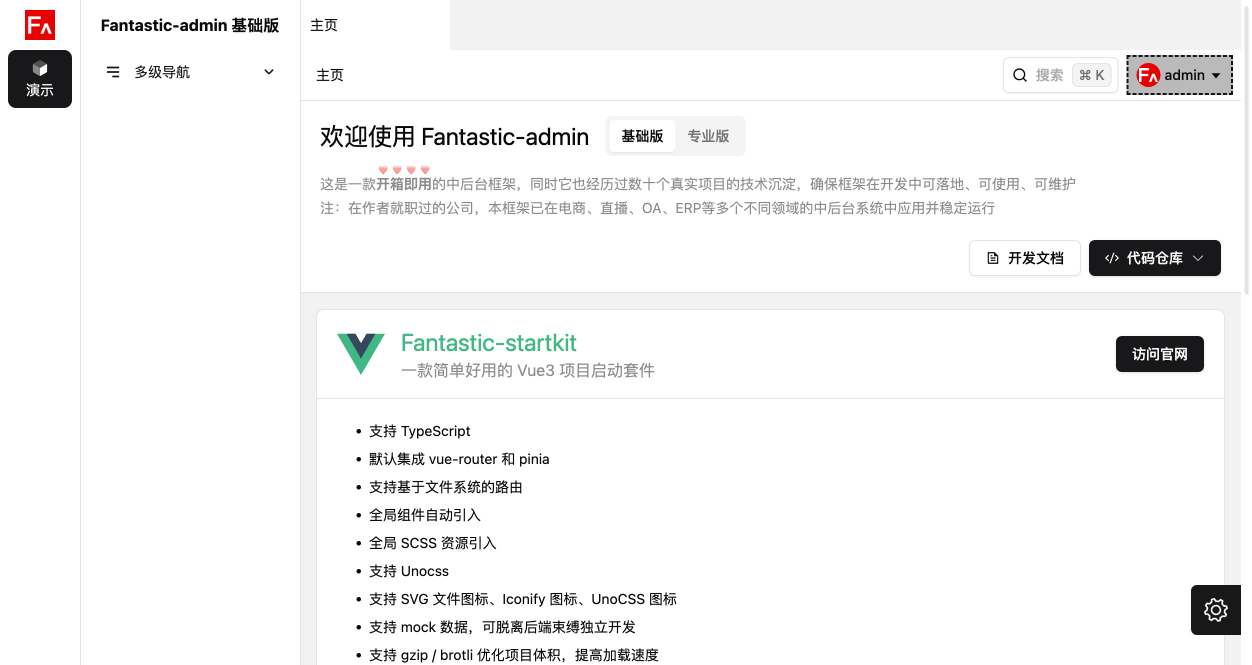 FA
Fantastic-admin 基础版
主页
演示
多级导航
主页
搜索 ⌘ K
FA admin
欢迎使用 Fantastic-admin
基础版 专业版
这是一款开箱即用的中后台框架，同时它也经历过数十个真实项目的技术沉淀，确保框架在开发中可落地、可使用、可维护
注：在作者就职过的公司，本框架已在电商、直播、OA、ERP等多个不同领域的中后台系统中应用并稳定运行
开发文档
代码仓库
Fantastic-startkit
一款简单好用的 Vue3 项目启动套件
访问官网
• 支持 TypeScript
• 默认集成 vue-router 和 pinia
• 支持基于文件系统的路由
• 全局组件自动引入
• 全局 SCSS 资源引入
• 支持 Unocss
• 支持 SVG 文件图标、Iconify 图标、UnoCSS 图标
• 支持 mock 数据，可脱离后端束缚独立开发
• 支持 gzip / brotli 优化项目体积，提高加载速度